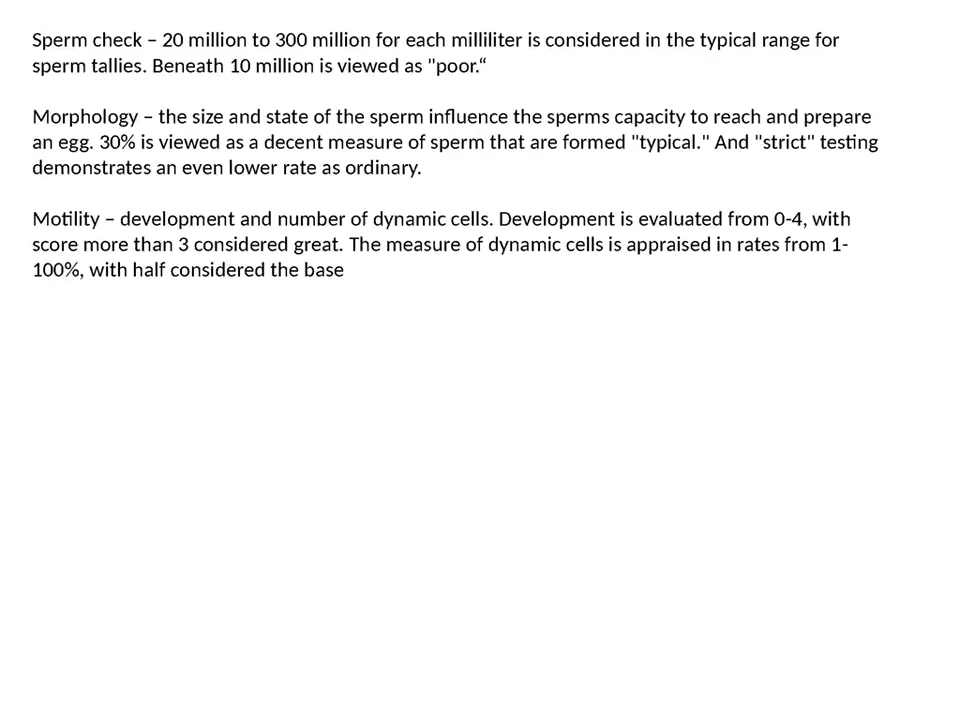 Sperm check – 20 million to 300 million for each milliliter is considered in the typical range for
sperm tallies. Beneath 10 million is viewed as "poor.“
Morphology – the size and state of the sperm influence the sperms capacity to reach and prepare
an egg. 30% is viewed as a decent measure of sperm that are formed "typical." And "strict" testing
demonstrates an even lower rate as ordinary.
Motility – development and number of dynamic cells. Development is evaluated from 0-4, with
score more than 3 considered great. The measure of dynamic cells is appraised in rates from 1-
100%, with half considered the base